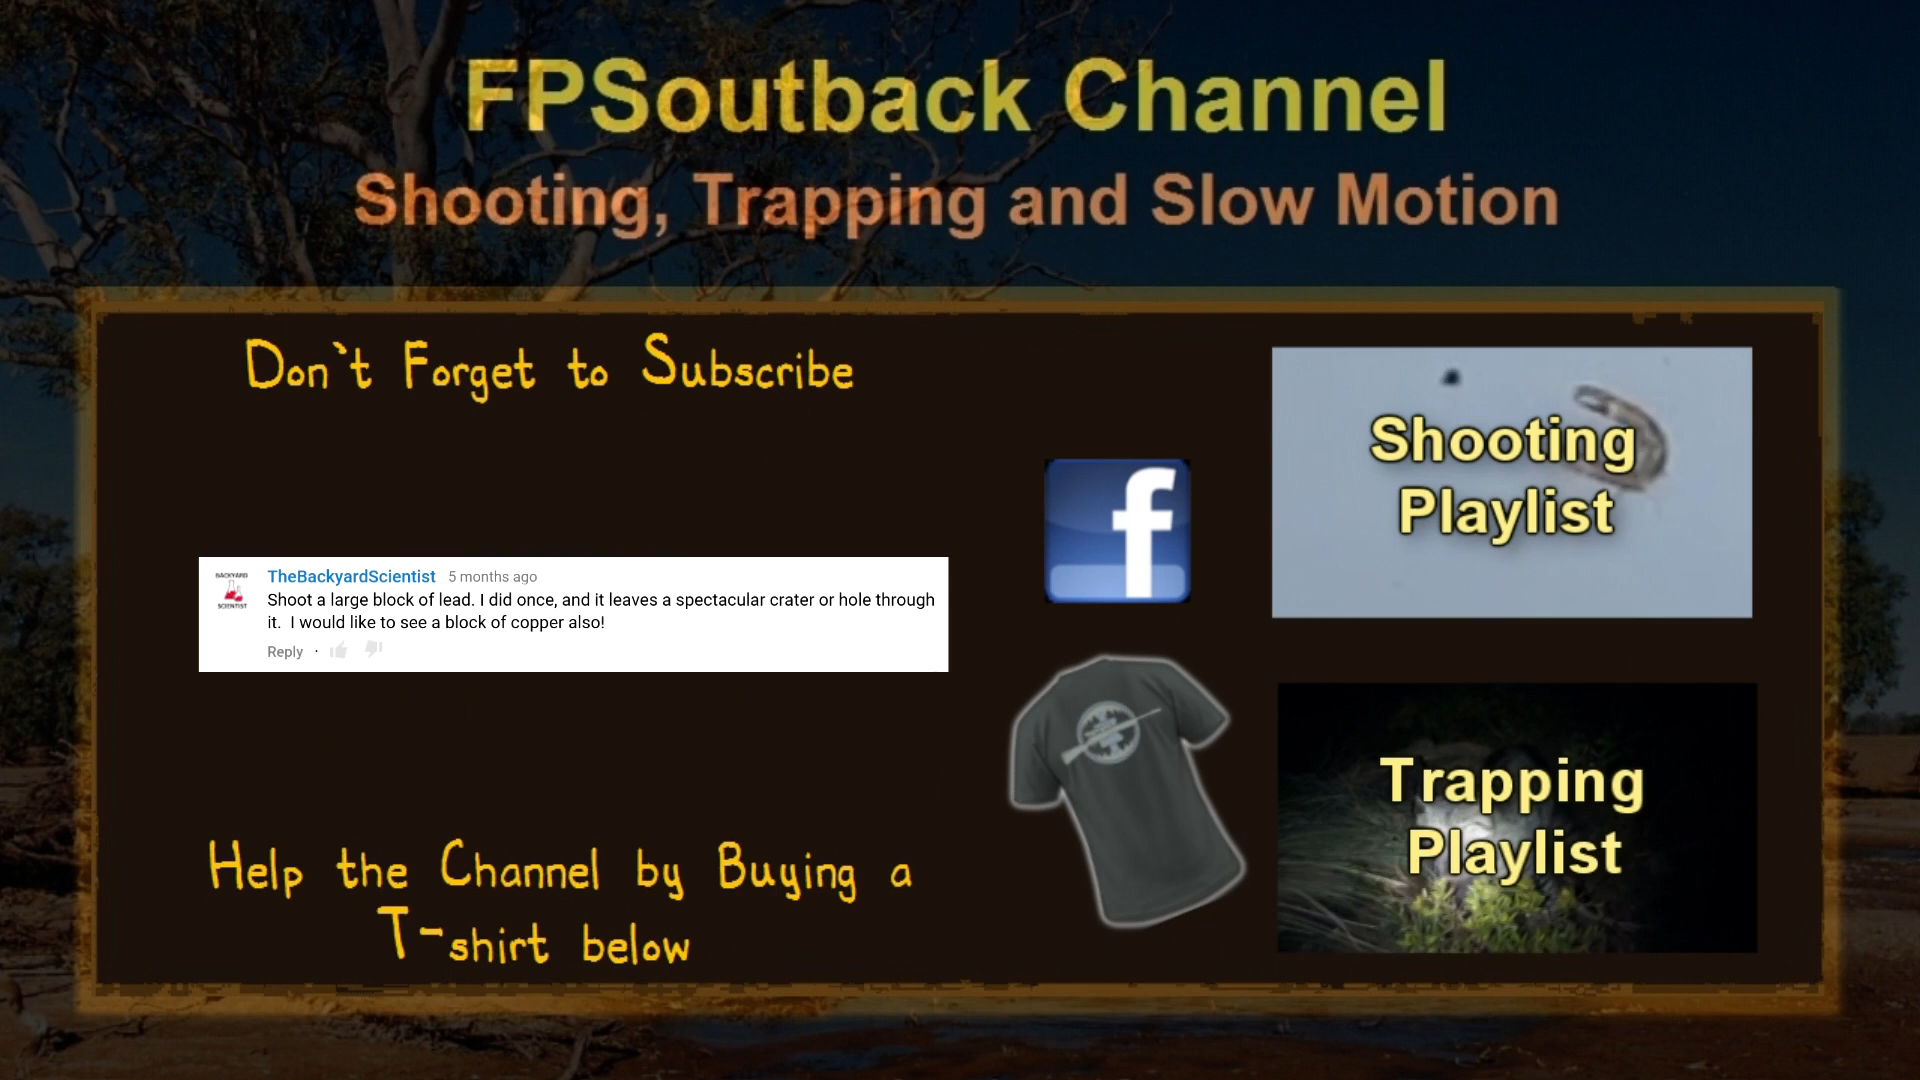 FPSoutback Channel
Shooting, Trapping and Slow Motion
Don't Forget to Subscribe
BACKYARD
SCIENTIST
TheBackyardScientist 5 months ago
Shoot a large block of lead. I did once, and it leaves a spectacular crater or hole through
it. I would like to see a block of copper also!
Reply ·
Help the Channel by Buying a
T-shirt below
f
Shooting
Playlist
Trapping
Playlist